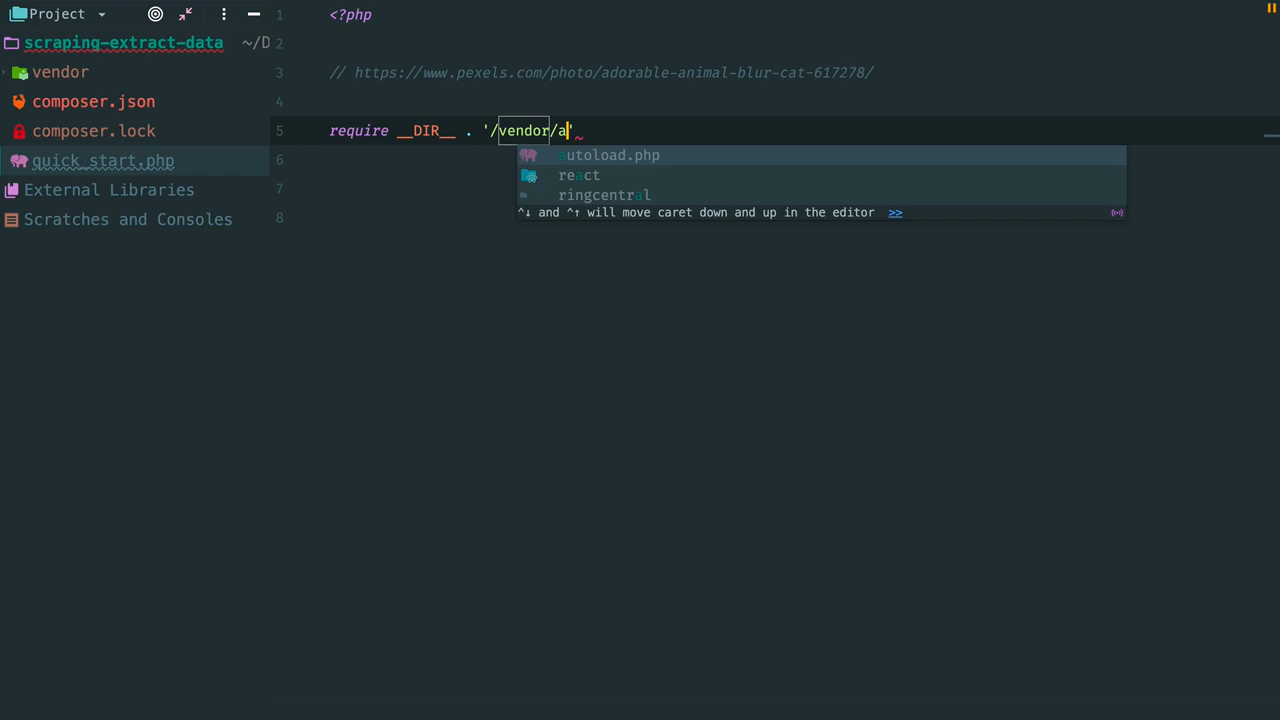 Project
scraping-extract-data ~/D
vendor
composer.json
composer.lock
quick_start.php
External Libraries
Scratches and Consoles
1 <?php
2
3 // https://www.pexels.com/photo/adorable-animal-blur-cat-617278/
4
5 require __DIR__ . '/vendor/a'
6
7
8
autoload.php
react
ringcentral
^↓ and ^↑ will move caret down and up in the editor >>